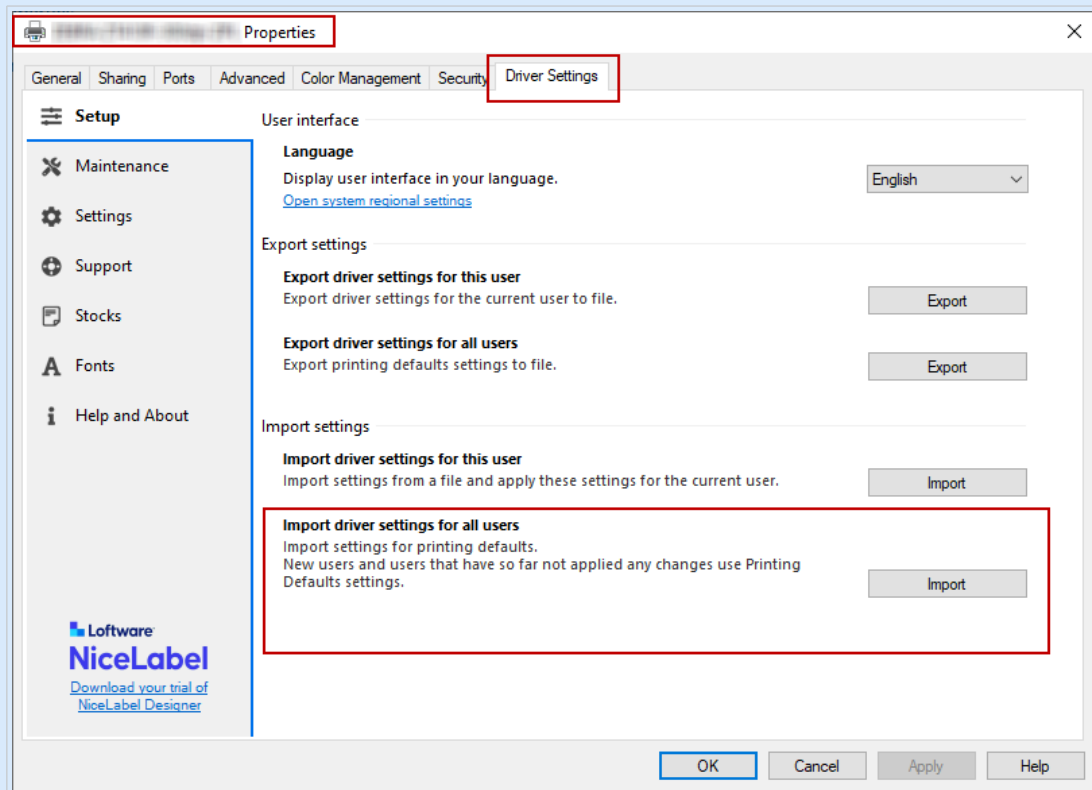 Properties
General Sharing Ports Advanced Color Management Security Driver Settings
Setup
Maintenance
Settings
Support
Stocks
Fonts
Help and About
Loftware
NiceLabel
Download your trial of
NiceLabel Designer
User interface
Language
Display user interface in your language.
English
Open system regional settings
Export settings
Export driver settings for this user
Export driver settings for the current user to file.
Export
Export driver settings for all users
Export printing defaults settings to file.
Export
Import settings
Import driver settings for this user
Import settings from a file and apply these settings for the current user.
Import
Import driver settings for all users
Import settings for printing defaults.
New users and users that have so far not applied any changes use Printing
Defaults settings.
Import
OK Cancel Apply Help